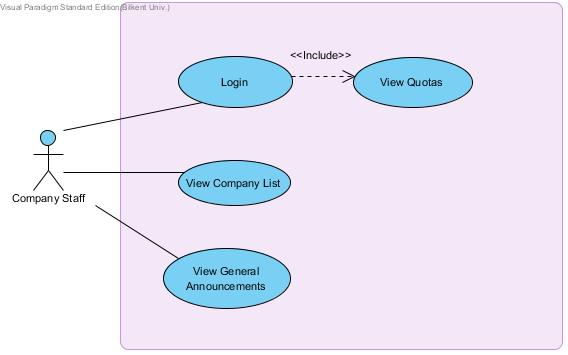 Visual Paradigm Standard Edition(Bilkent Univ.)
<<Include>>
Login
View Quotas
View Company List
Company Staff
View General
Announcements